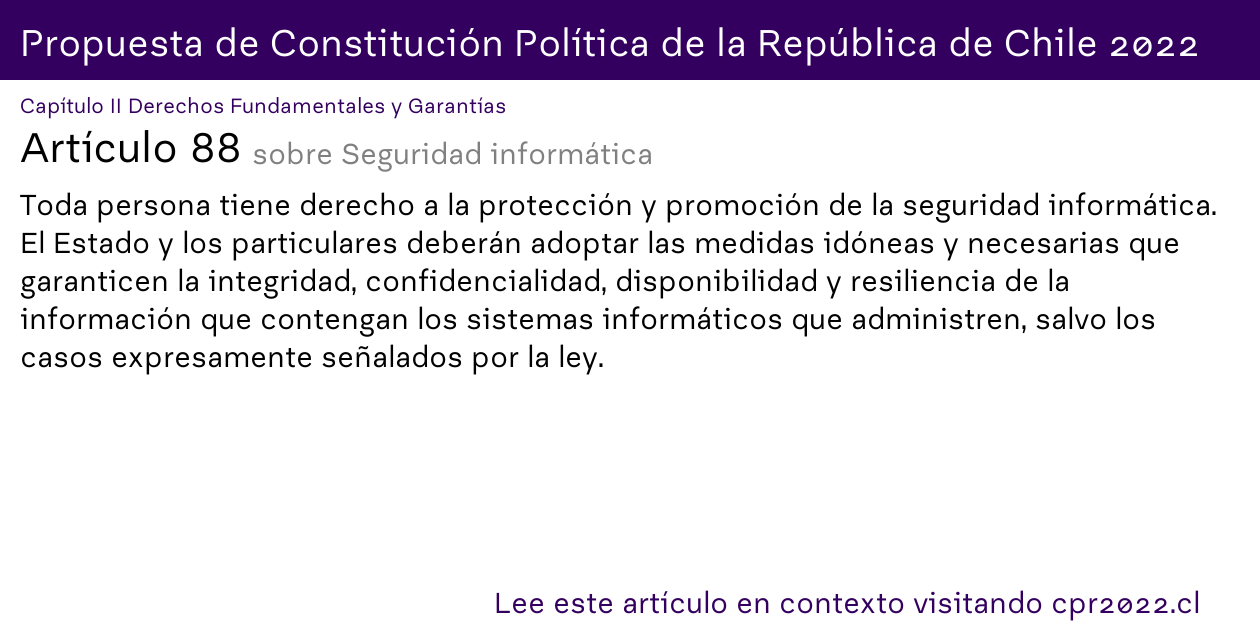 Propuesta de Constitución Política de la República de Chile 2022
Capítulo II Derechos Fundamentales y Garantías
Artículo 88 sobre Seguridad informática
Toda persona tiene derecho a la protección y promoción de la seguridad informática.
El Estado y los particulares deberán adoptar las medidas idóneas y necesarias que
garanticen la integridad, confidencialidad, disponibilidad y resiliencia de la
información que contengan los sistemas informáticos que administren, salvo los
casos expresamente señalados por la ley.
Lee este artículo en contexto visitando cpr2022.cl